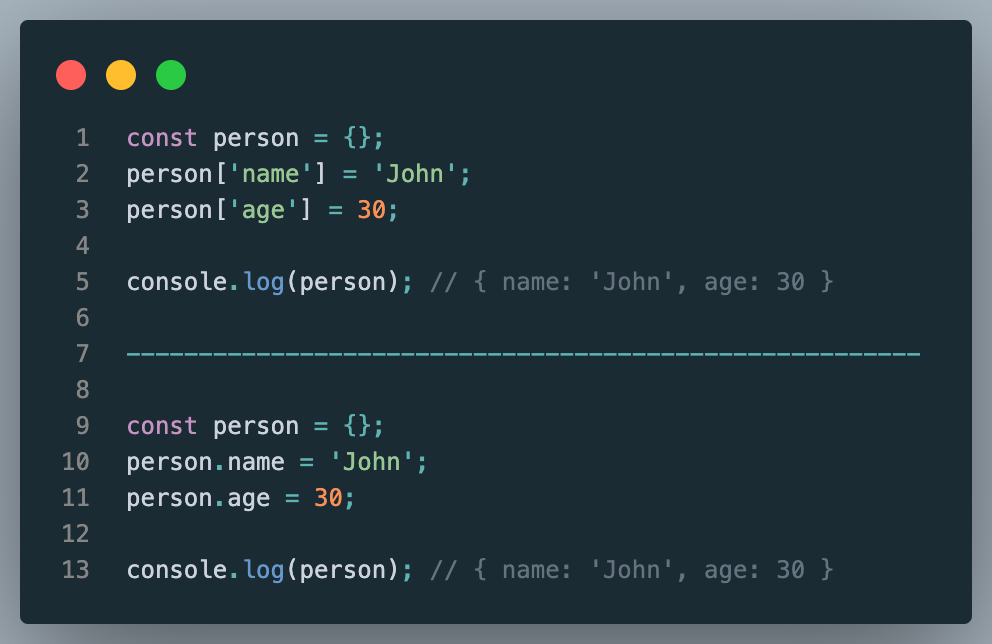 1 const person = {};
2 person['name'] = 'John';
3 person['age'] = 30;
4
5 console.log(person); // { name: 'John', age: 30 }
6
7 -------------------------------------------------------
8
9 const person = {};
10 person.name = 'John';
11 person.age = 30;
12
13 console.log(person); // { name: 'John', age: 30 }